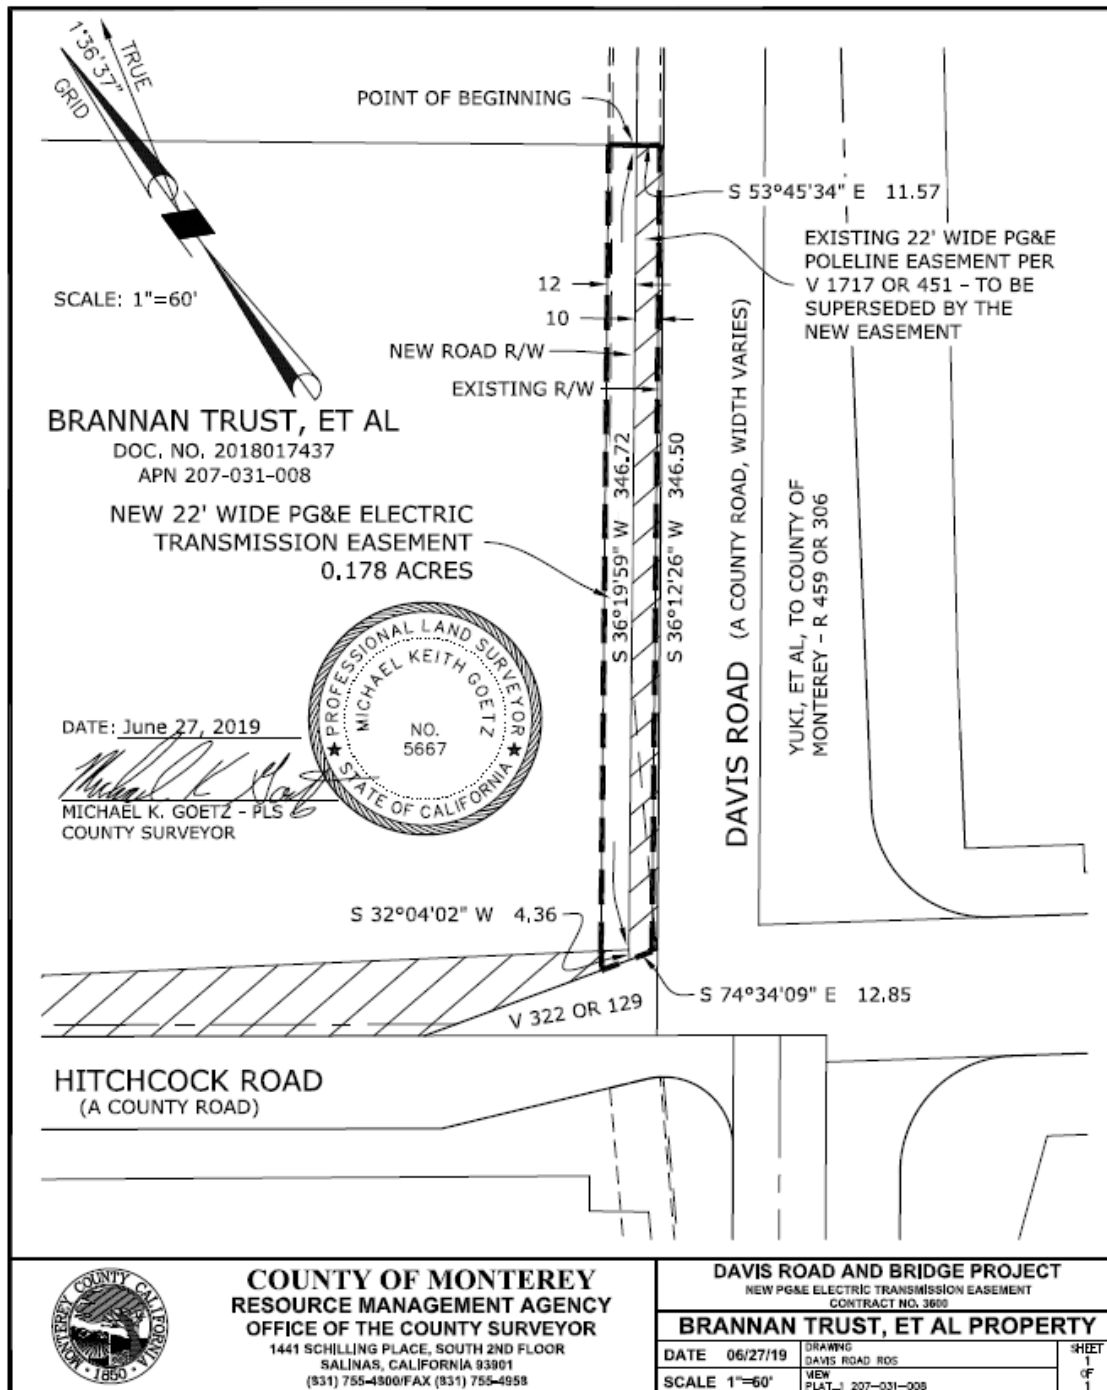 1°36'37"
TRUE
GRID
SCALE: 1"=60'
POINT OF BEGINNING
S 53°45'34" E 11.57
EXISTING 22' WIDE PG&E
POLELINE EASEMENT PER
V 1717 OR 451 - TO BE
SUPERSEDED BY THE
NEW EASEMENT
12
10
NEW ROAD R/W
EXISTING R/W
BRANNAN TRUST, ET AL
DOC. NO. 2018017437
APN 207-031-008
NEW 22' WIDE PG&E ELECTRIC
TRANSMISSION EASEMENT
0.178 ACRES
S 36°19'59" W 346.72
S 36°12'26" W 346.50
DAVIS ROAD (A COUNTY ROAD, WIDTH VARIES)
YUKI, ET AL, TO COUNTY OF
MONTEREY - R 459 OR 306
PROFESSIONAL LAND SURVEYOR
MICHAEL KEITH GOETZ
NO.
5667
STATE OF CALIFORNIA
DATE: June 27, 2019
Michael K Goetz
MICHAEL K. GOETZ - PLS
COUNTY SURVEYOR
S 32°04'02" W 4.36
S 74°34'09" E 12.85
V 322 OR 129
HITCHCOCK ROAD
(A COUNTY ROAD)
MONTEREY COUNTY CALIFORNIA
1850
COUNTY OF MONTEREY
RESOURCE MANAGEMENT AGENCY
OFFICE OF THE COUNTY SURVEYOR
1441 SCHILLING PLACE, SOUTH 2ND FLOOR
SALINAS, CALIFORNIA 93901
(831) 755-4800/FAX (831) 755-4958
DAVIS ROAD AND BRIDGE PROJECT
NEW PG&E ELECTRIC TRANSMISSION EASEMENT
CONTRACT NO. 3600
BRANNAN TRUST, ET AL PROPERTY
DATE 06/27/19
DRAWING
DAVIS ROAD ROS
SHEET
1
OF
1
SCALE 1"=60'
VIEW
PLAT_1 207-031-008